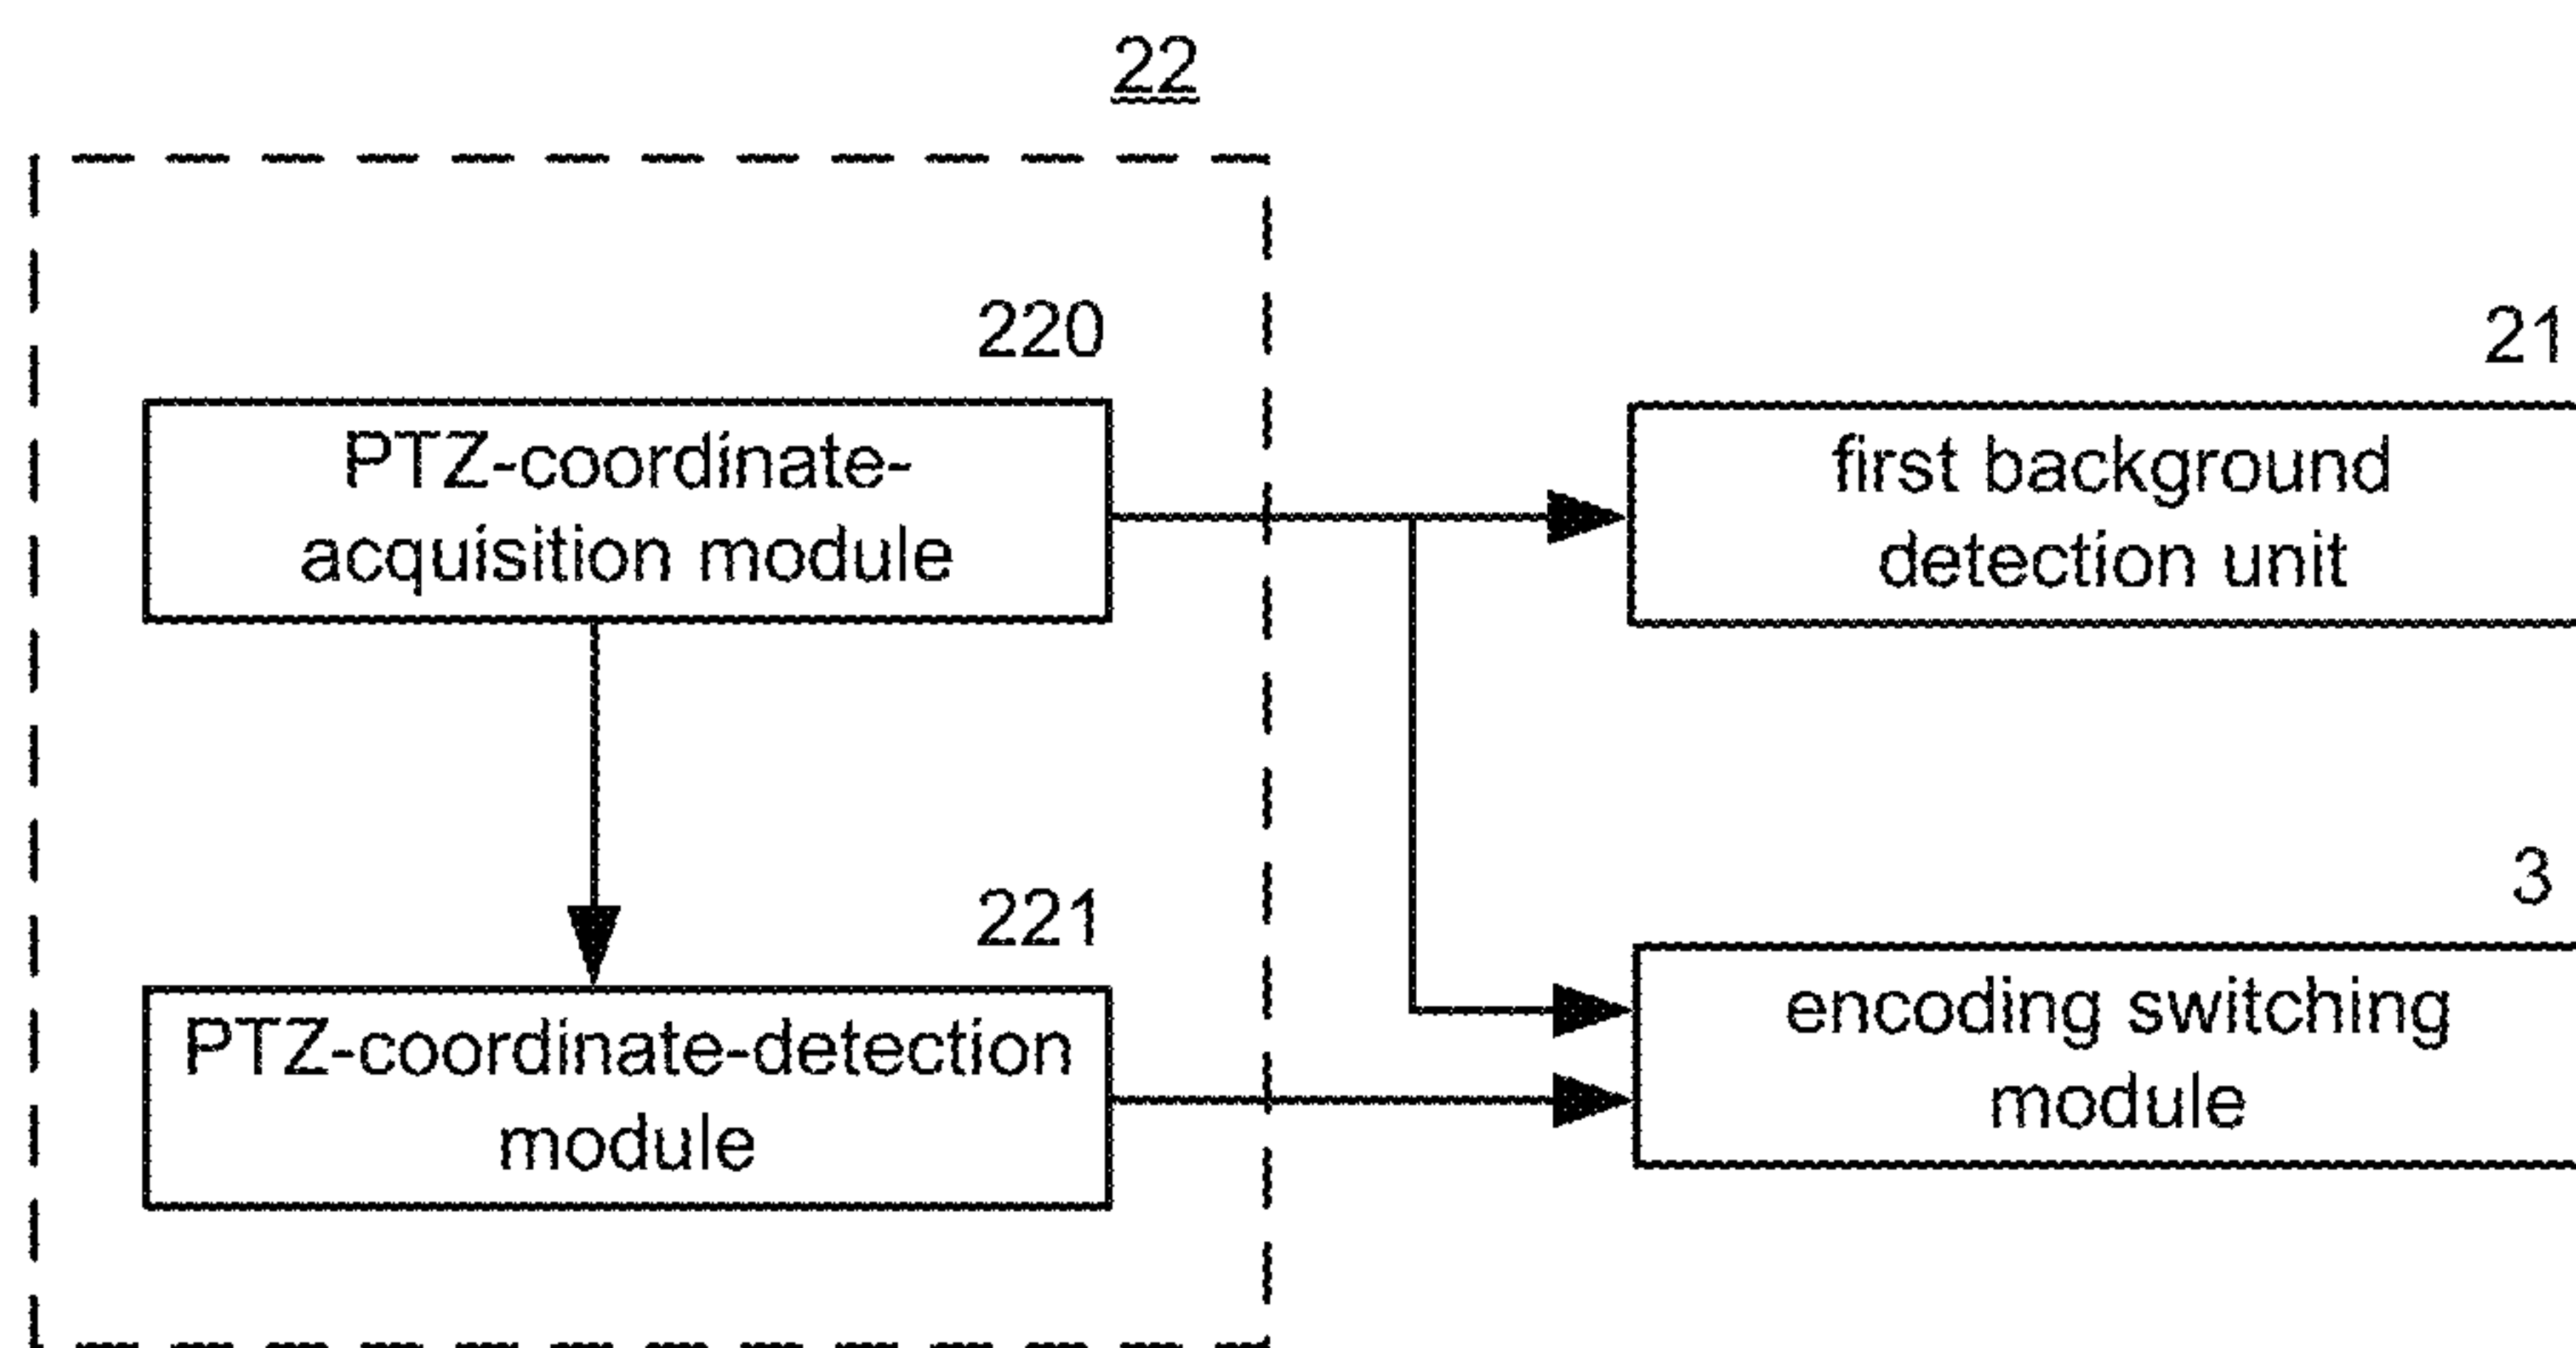 22
220
PTZ-coordinate-
acquisition module
21
first background
detection unit
221
PTZ-coordinate-detection
module
3
encoding switching
module